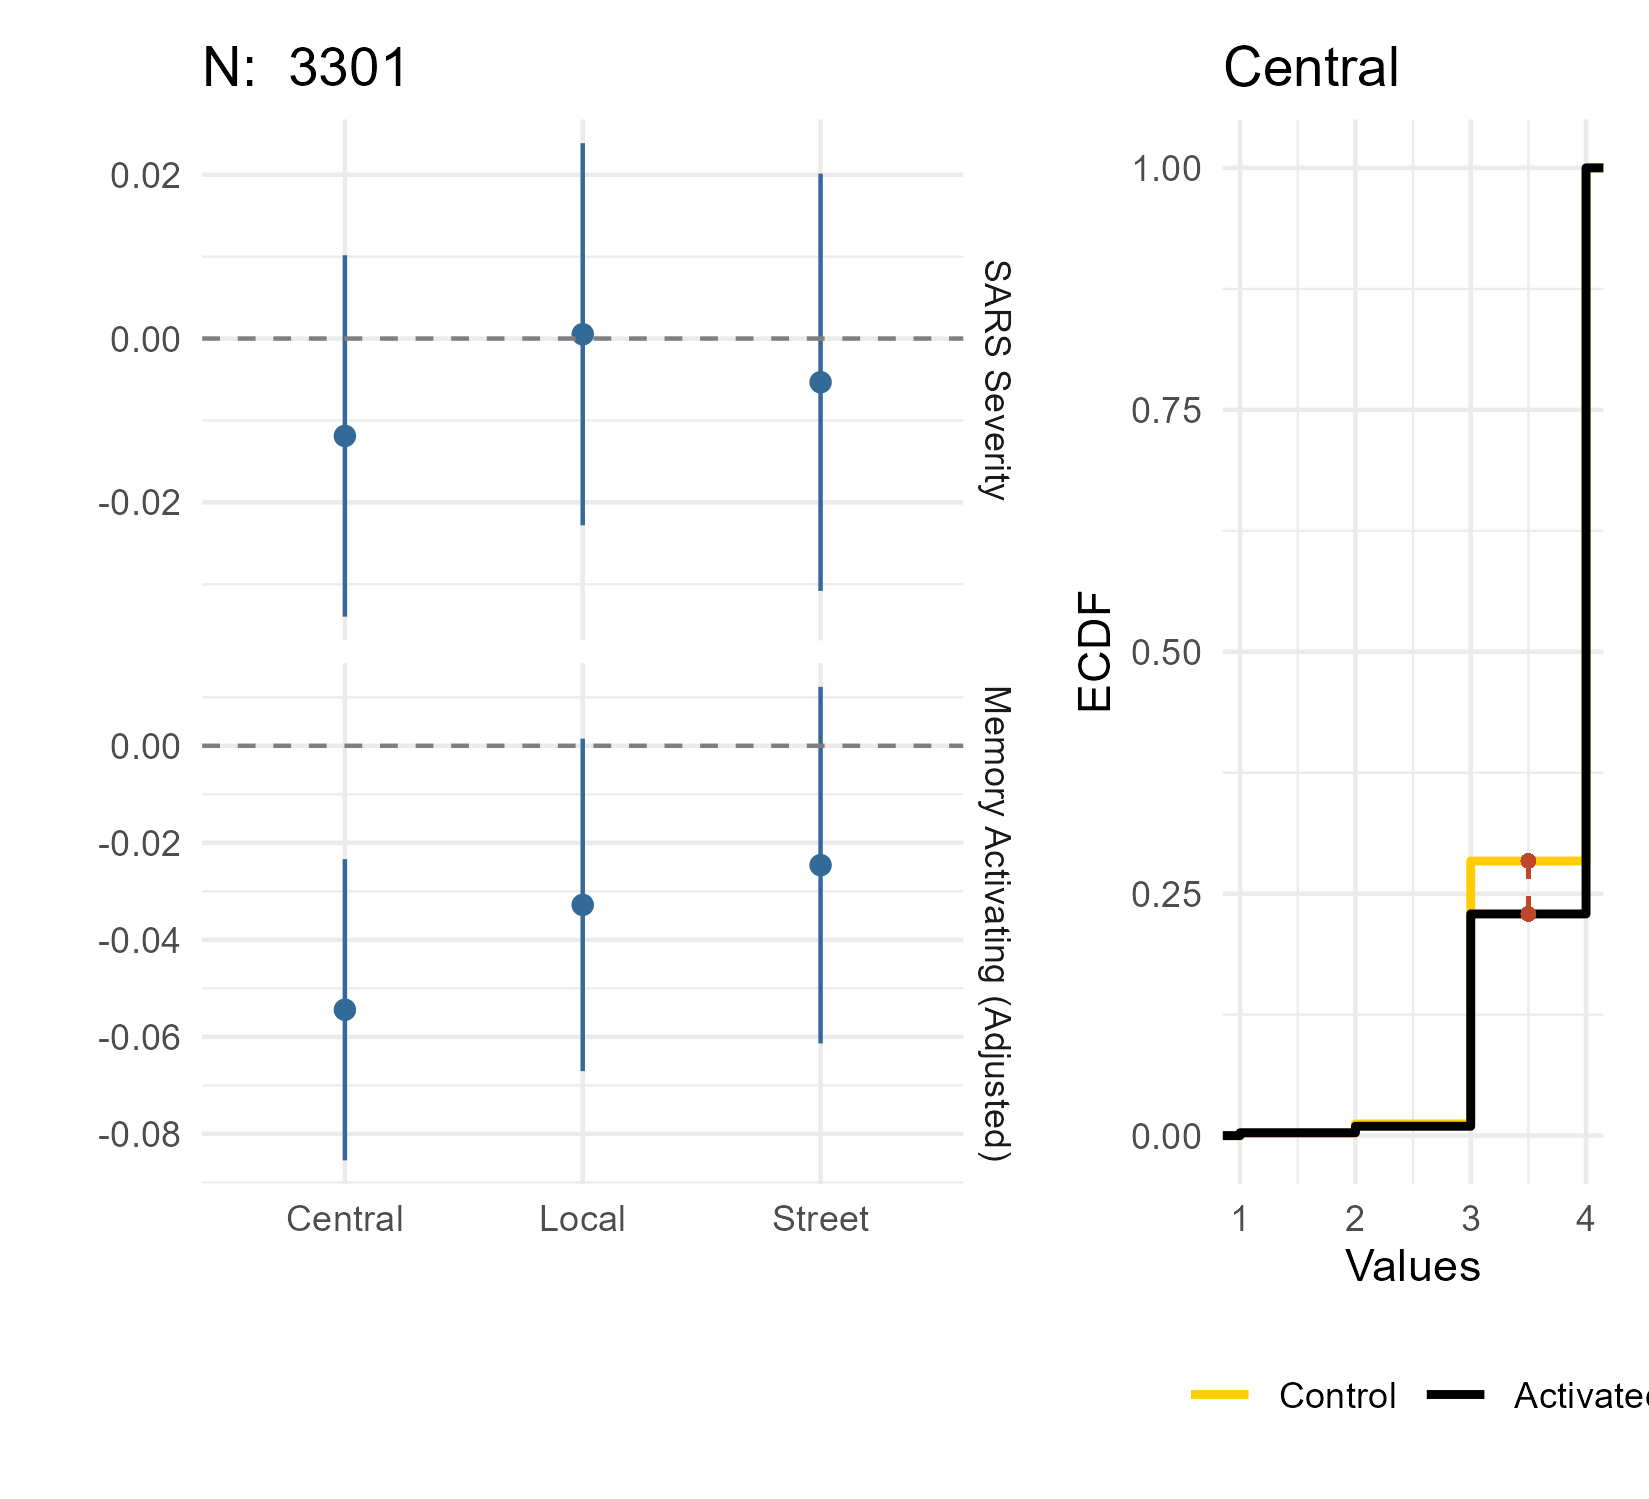 N: 3301
0.02
0.00
-0.02
SARS Severity
0.00
-0.02
-0.04
-0.06
-0.08
Memory Activating (Adjusted)
Central Local Street
Central
1.00
0.75
0.50
0.25
0.00
ECDF
1 2 3 4
Values
Control Activated